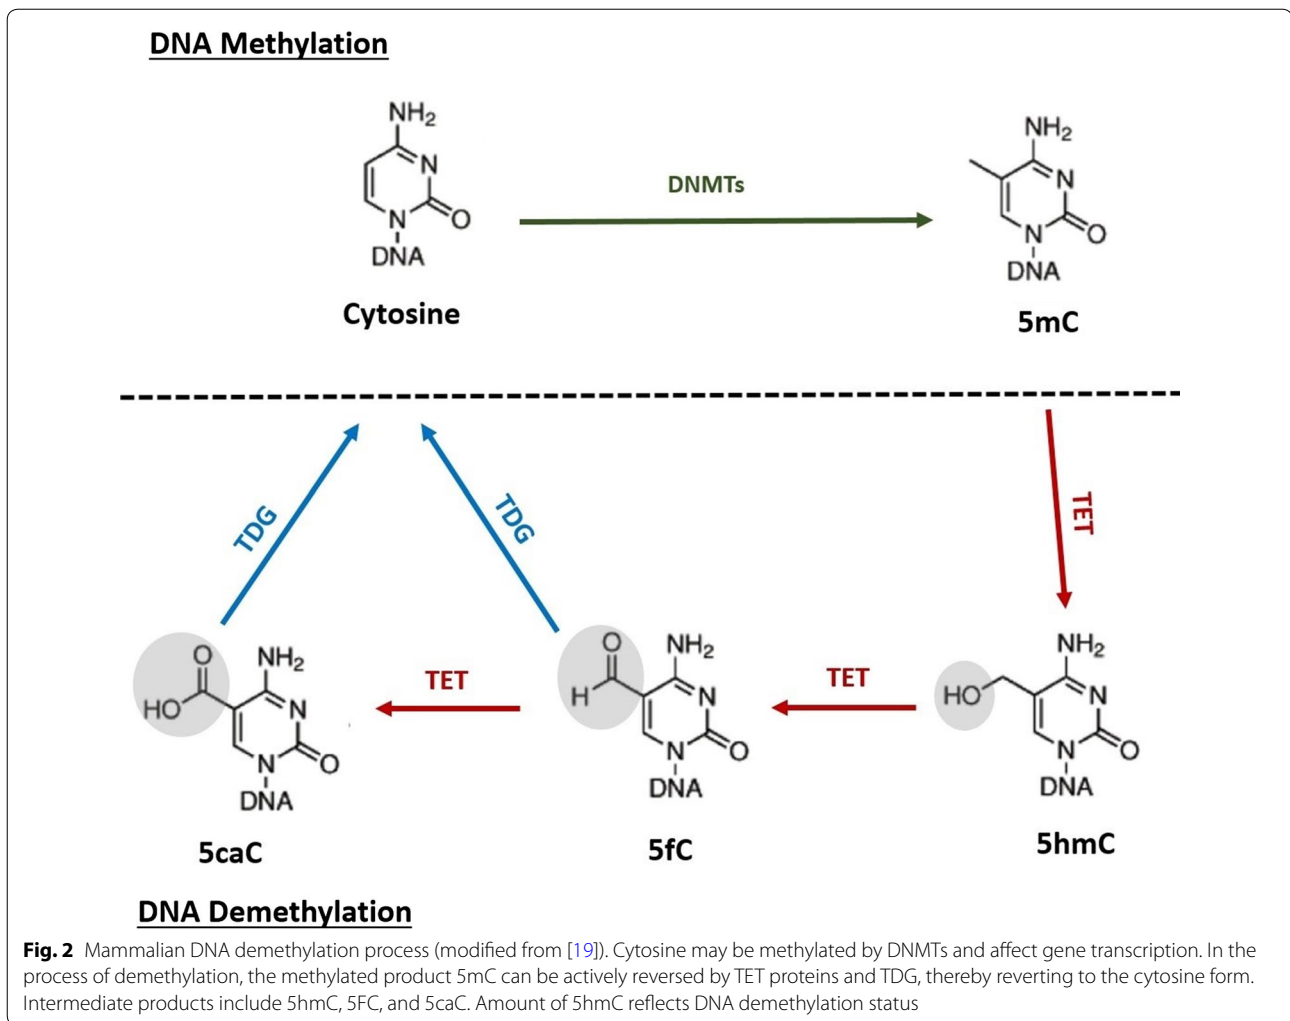 DNA Methylation
NH2
N
N
O
DNA
Cytosine
DNMTs
NH2
N
N
O
DNA
5mC
TDG
TDG
TET
O
NH2
HO
N
N
O
DNA
5caC
TET
O
NH2
H
N
N
O
DNA
5fC
TET
NH2
HO
N
N
O
DNA
5hmC
DNA Demethylation
Fig. 2 Mammalian DNA demethylation process (modified from [19]). Cytosine may be methylated by DNMTs and affect gene transcription. In the
process of demethylation, the methylated product 5mC can be actively reversed by TET proteins and TDG, thereby reverting to the cytosine form.
Intermediate products include 5hmC, 5FC, and 5caC. Amount of 5hmC reflects DNA demethylation status